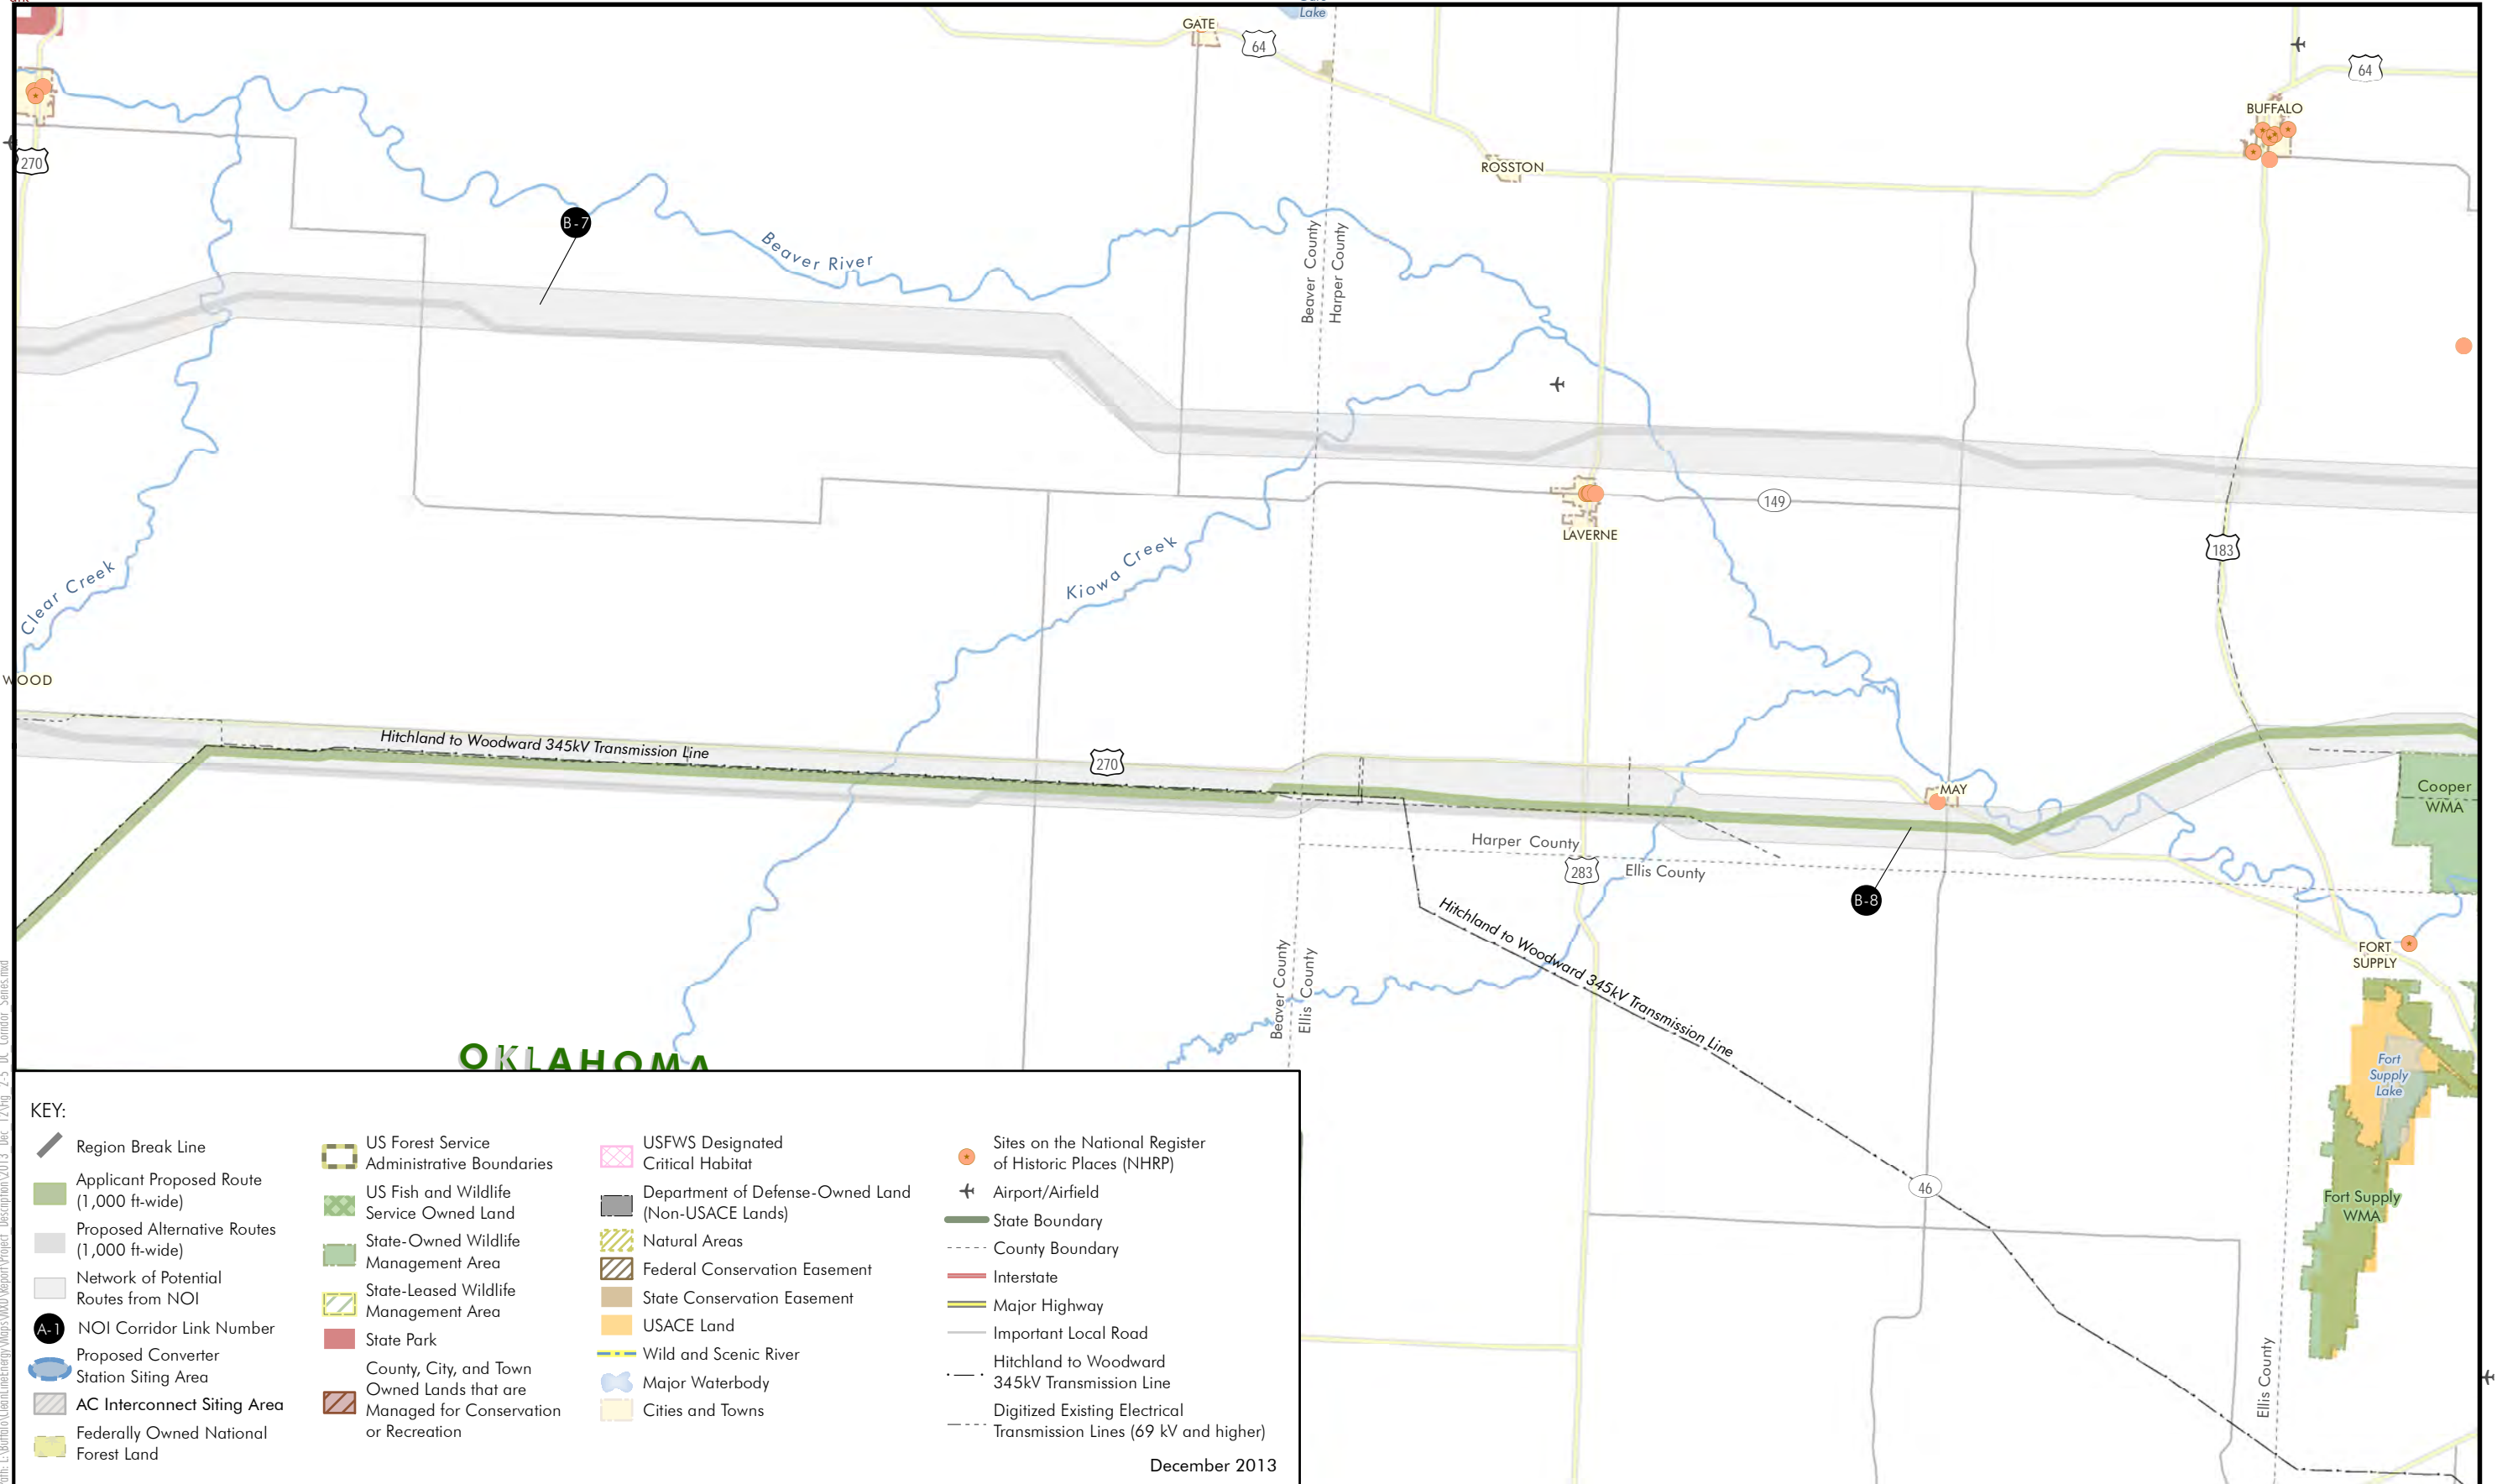 Lake
GATE
64
64
BUFFALO
270
ROSSTON
B-7
Beaver River
Beaver County
Harper County
149
LAVERNE
183
Kiowa Creek
Clear Creek
WOOD
Hitchland to Woodward 345kV Transmission Line
270
MAY
Cooper
WMA
Harper County
283
Ellis County
B-8
Hitchland to Woodward 345kV Transmission Line
FORT
SUPPLY
Beaver County
Ellis County
OKLAHOMA
Fort
Supply
Lake
46
Fort Supply
WMA
Ellis County
KEY:
Region Break Line
Applicant Proposed Route
(1,000 ft-wide)
Proposed Alternative Routes
(1,000 ft-wide)
Network of Potential
Routes from NOI
A-1 NOI Corridor Link Number
Proposed Converter
Station Siting Area
AC Interconnect Siting Area
Federally Owned National
Forest Land
US Forest Service
Administrative Boundaries
US Fish and Wildlife
Service Owned Land
State-Owned Wildlife
Management Area
State-Leased Wildlife
Management Area
State Park
County, City, and Town
Owned Lands that are
Managed for Conservation
or Recreation
USFWS Designated
Critical Habitat
Department of Defense-Owned Land
(Non-USACE Lands)
Natural Areas
Federal Conservation Easement
State Conservation Easement
USACE Land
Wild and Scenic River
Major Waterbody
Cities and Towns
Sites on the National Register
of Historic Places (NHRP)
Airport/Airfield
State Boundary
County Boundary
Interstate
Major Highway
Important Local Road
Hitchland to Woodward
345kV Transmission Line
Digitized Existing Electrical
Transmission Lines (69 kV and higher)
December 2013